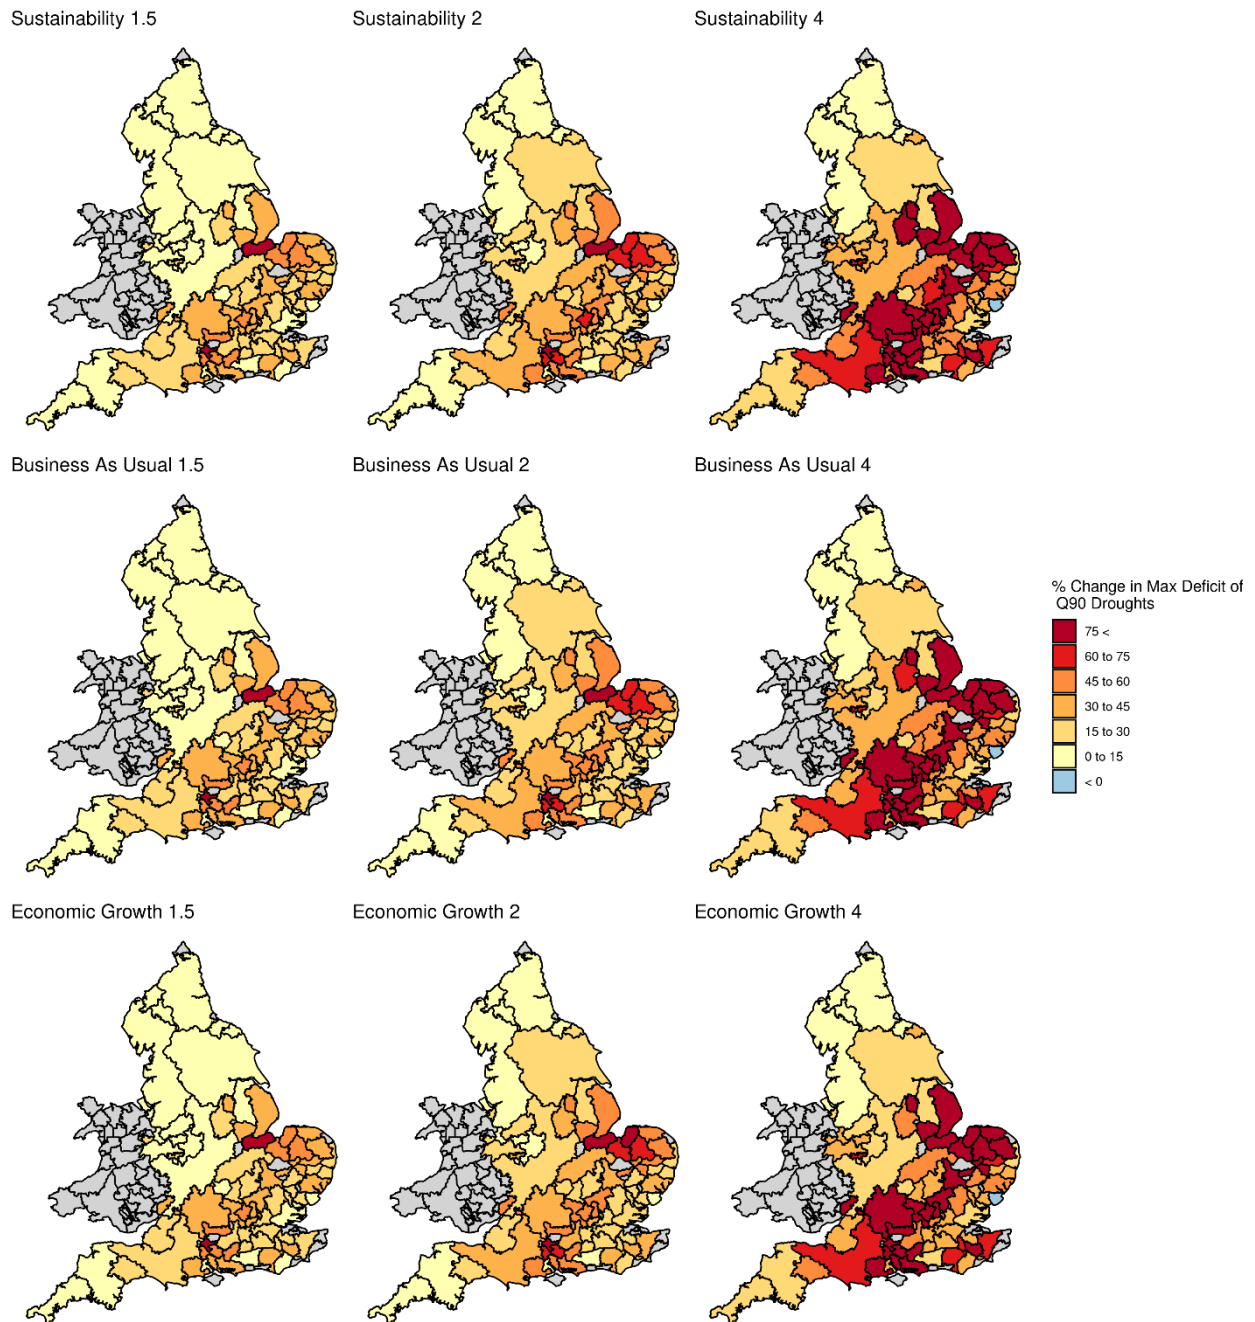 Sustainability 1.5
Sustainability 2
Sustainability 4
Business As Usual 1.5
Business As Usual 2
Business As Usual 4
% Change in Max Deficit of
Q90 Droughts
75 <
60 to 75
45 to 60
30 to 45
15 to 30
0 to 15
< 0
Economic Growth 1.5
Economic Growth 2
Economic Growth 4